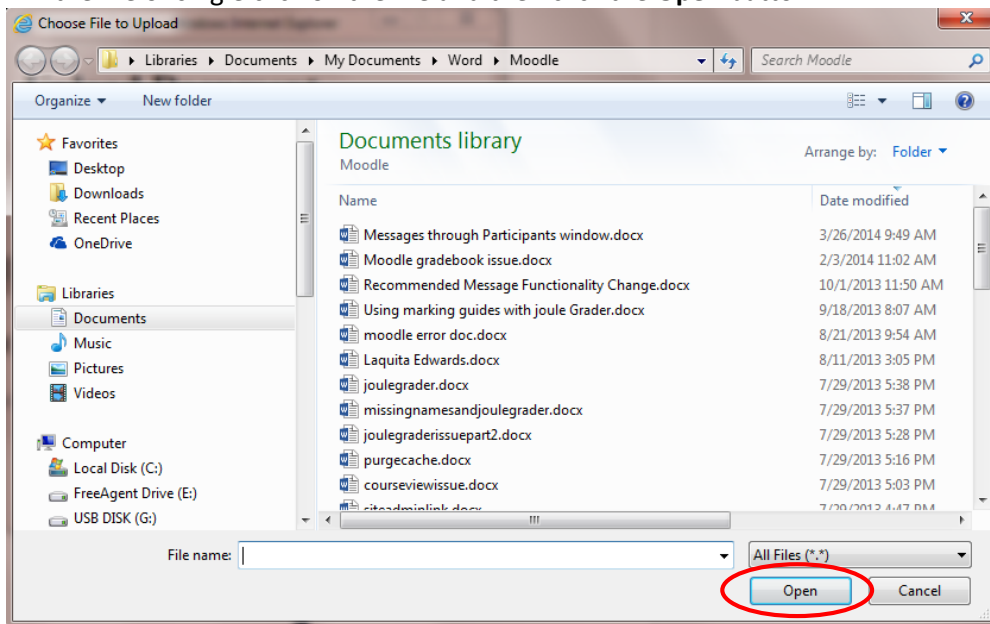 Choose File to Upload
Libraries Documents My Documents Word Moodle
Search Moodle
Organize New folder
Favorites
Desktop
Downloads
Recent Places
OneDrive
Libraries
Documents
Music
Pictures
Videos
Computer
Local Disk (C:)
FreeAgent Drive (E:)
USB DISK (G:)
Documents library
Moodle
Arrange by: Folder
Name Date modified
Messages through Participants window.docx 3/26/2014 9:49 AM
Moodle gradebook issue.docx 2/3/2014 11:02 AM
Recommended Message Functionality Change.docx 10/1/2013 11:50 AM
Using marking guides with joule Grader.docx 9/18/2013 8:07 AM
moodle error doc.docx 8/21/2013 9:54 AM
Laquita Edwards.docx 8/11/2013 3:05 PM
joulegrader.docx 7/29/2013 5:38 PM
missingnamesandjoulegrader.docx 7/29/2013 5:37 PM
joulegraderissuepart2.docx 7/29/2013 5:28 PM
purgecache.docx 7/29/2013 5:16 PM
courseviewissue.docx 7/29/2013 5:03 PM
siteadminlink.docx 7/29/2013 4:47 PM
File name:
All Files (*.*)
Open Cancel